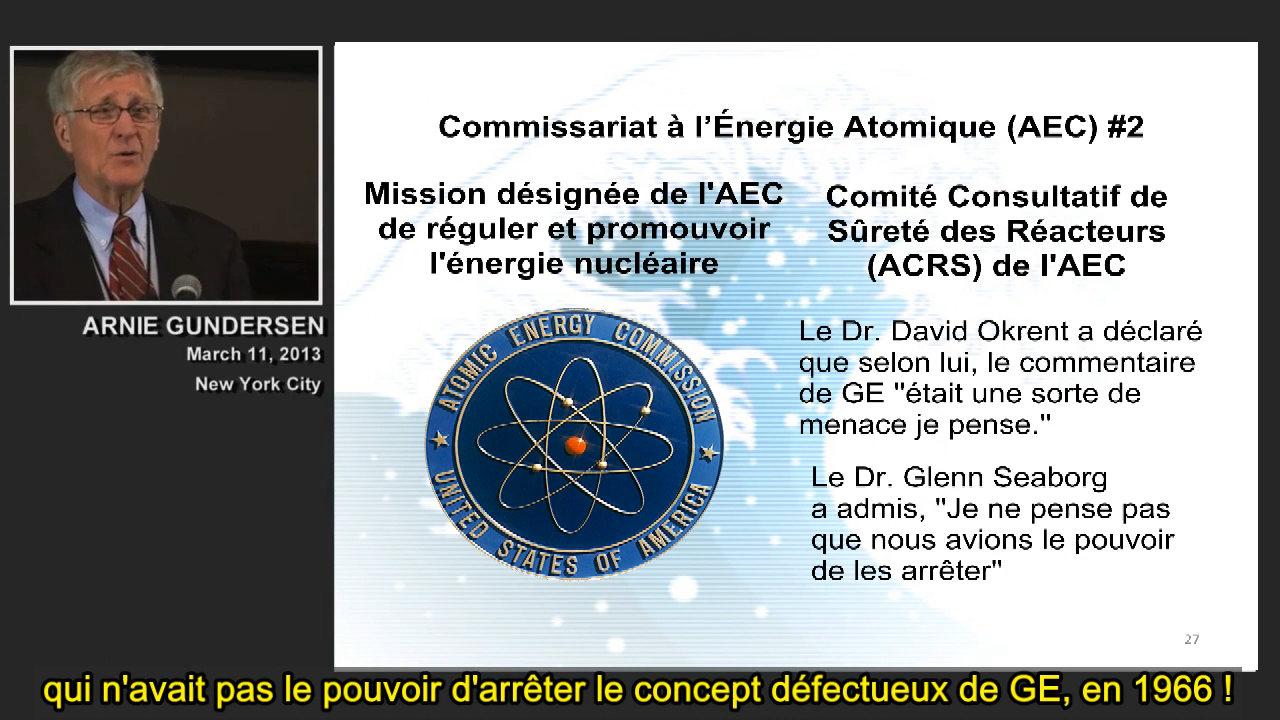 ARNIE GUNDERSEN
March 11, 2013
New York City
Commissariat à l’Énergie Atomique (AEC) #2
Mission désignée de l'AEC
de réguler et promouvoir
l'énergie nucléaire
ATOMIC ENERGY COMMISSION
UNITED STATES OF AMERICA
Comité Consultatif de
Sûreté des Réacteurs
(ACRS) de l'AEC
Le Dr. David Okrent a déclaré
que selon lui, le commentaire
de GE "était une sorte de
menace je pense."
Le Dr. Glenn Seaborg
a admis, "Je ne pense pas
que nous avions le pouvoir
de les arrêter"
27
qui n'avait pas le pouvoir d'arrêter le concept défectueux de GE, en 1966 !